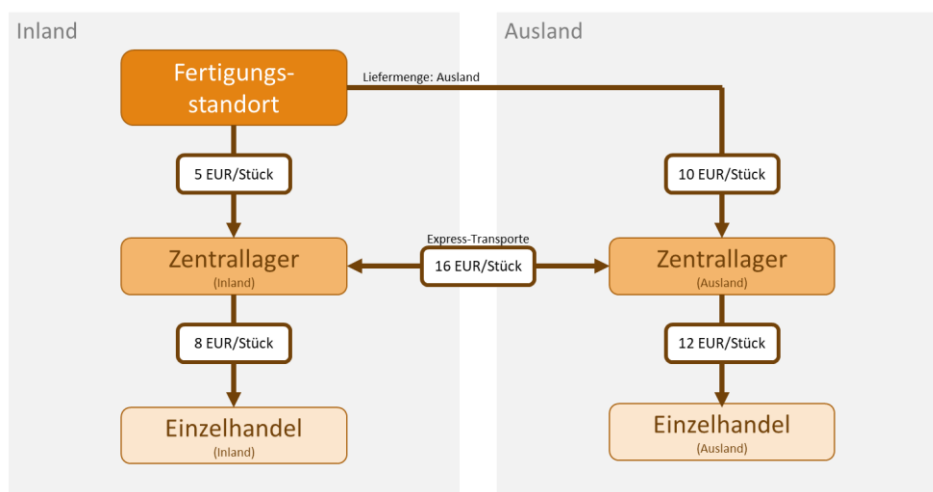 Inland
Ausland
Fertigungs-
standort
Liefermenge: Ausland
5 EUR/Stück
10 EUR/Stück
Express-Transporte
Zentrallager
(Inland)
16 EUR/Stück
Zentrallager
(Ausland)
8 EUR/Stück
12 EUR/Stück
Einzelhandel
(Inland)
Einzelhandel
(Ausland)